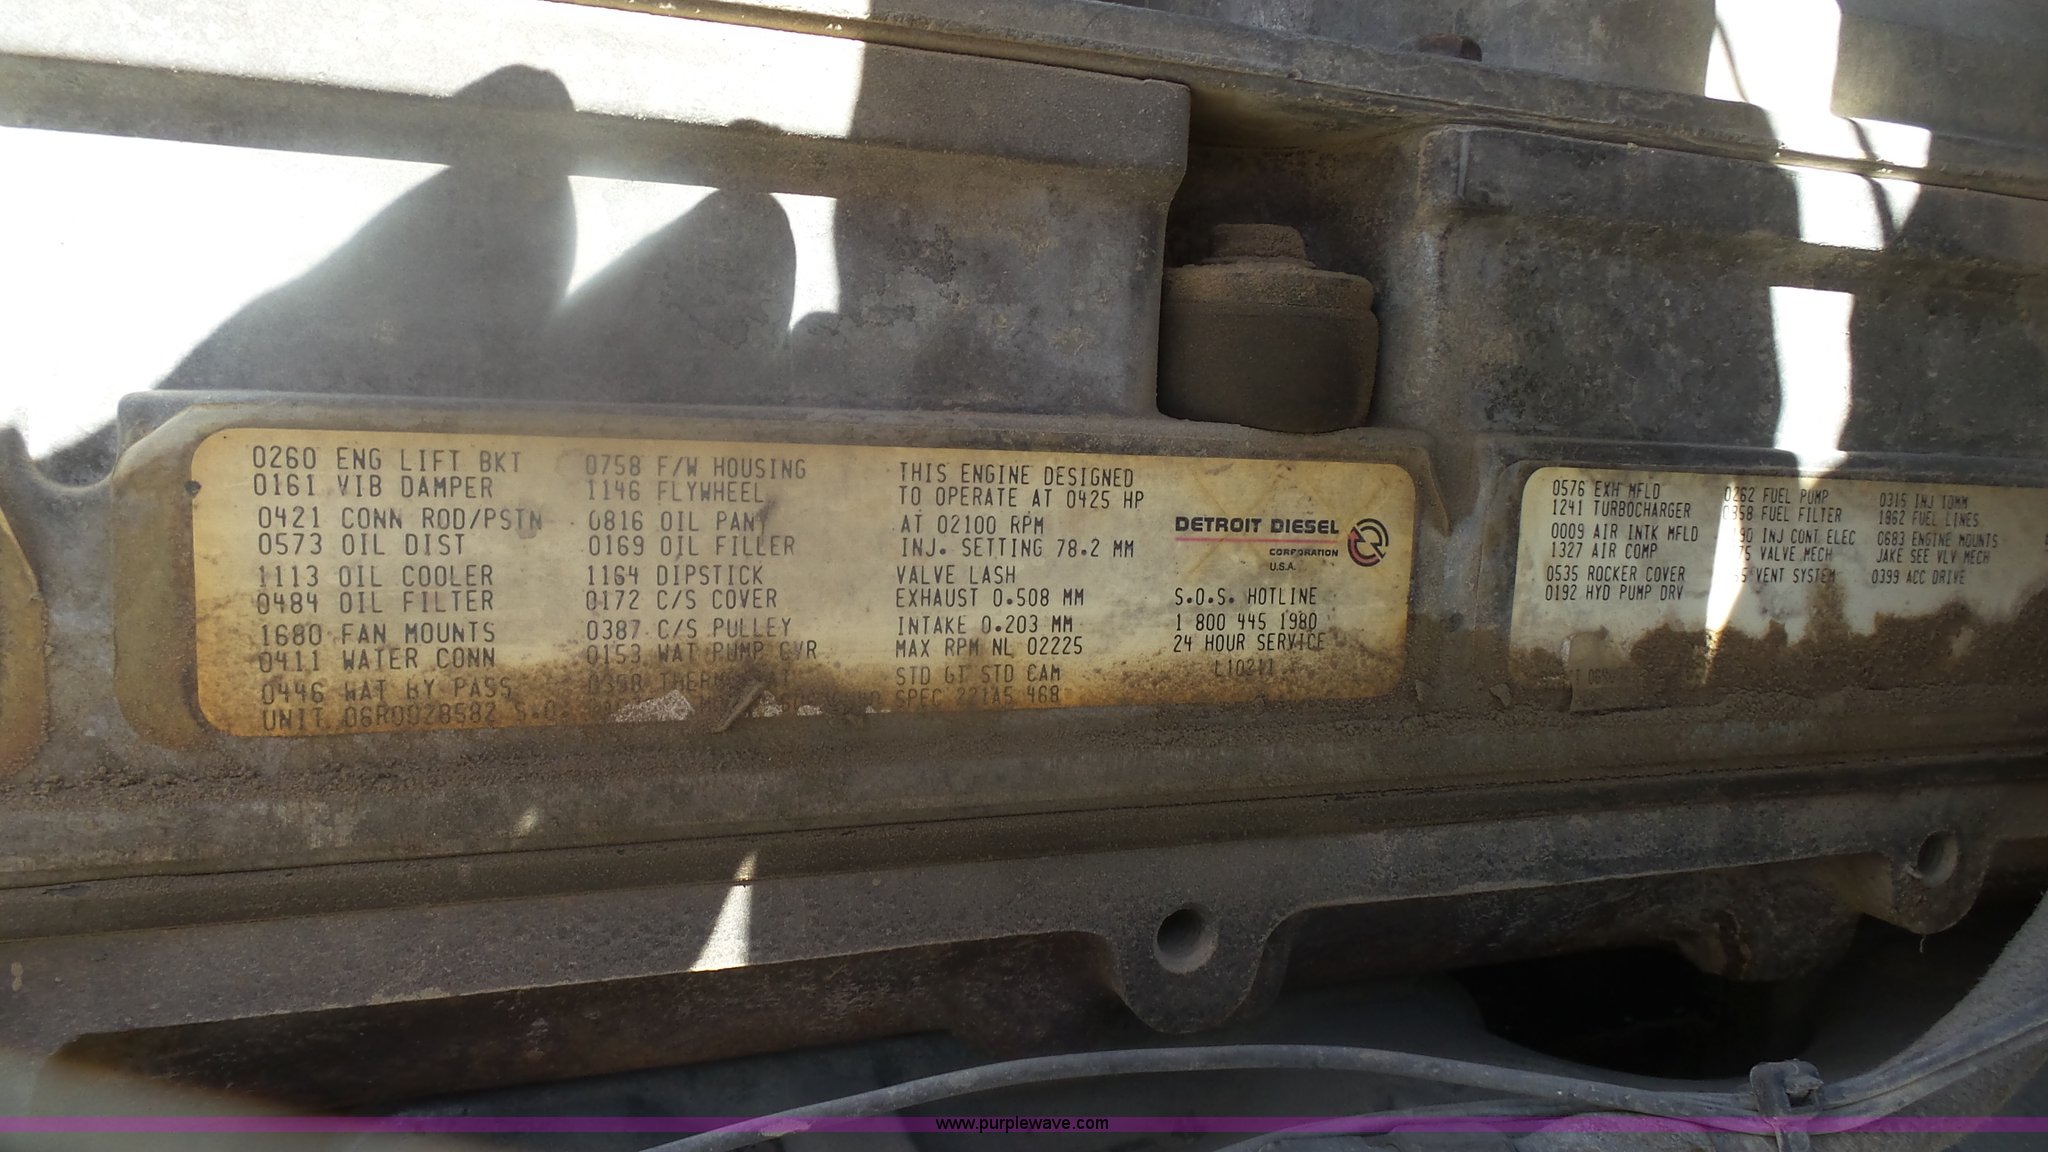 0260 ENG LIFT BKT
0161 VIB DAMPER
0421 CONN ROD/PSTN
0573 OIL DIST
1113 OIL COOLER
0484 OIL FILTER
1680 FAN MOUNTS
0411 WATER CONN
0446 WAT BY PASS
UNIT 06R0028582 S.O.
0758 F/W HOUSING
1146 FLYWHEEL
0816 OIL PAN
0169 OIL FILLER
1164 DIPSTICK
0172 C/S COVER
0387 C/S PULLEY
0153 WAT PUMP CVR
THIS ENGINE DESIGNED
TO OPERATE AT 0425 HP
AT 02100 RPM
INJ. SETTING 78.2 MM
VALVE LASH
EXHAUST 0.508 MM
INTAKE 0.203 MM
MAX RPM NL 02225
STD GT STD CAM
SPEC 221A5 468
DETROIT DIESEL
CORPORATION
U.S.A.
S.O.S. HOTLINE
1 800 445 1980
24 HOUR SERVICE
L10211
0576 EXH MFLD
1241 TURBOCHARGER
0009 AIR INTK MFLD
1327 AIR COMP
0535 ROCKER COVER
0192 HYD PUMP DRV
0262 FUEL PUMP
FUEL FILTER
INJ CONT ELEC
VALVE MECH
VENT SYSTEM
0315 INJ 10MM
1862 FUEL LINES
0683 ENGINE MOUNTS
JAKE SEE VLV MECH
0399 ACC DRIVE
www.purplewave.com